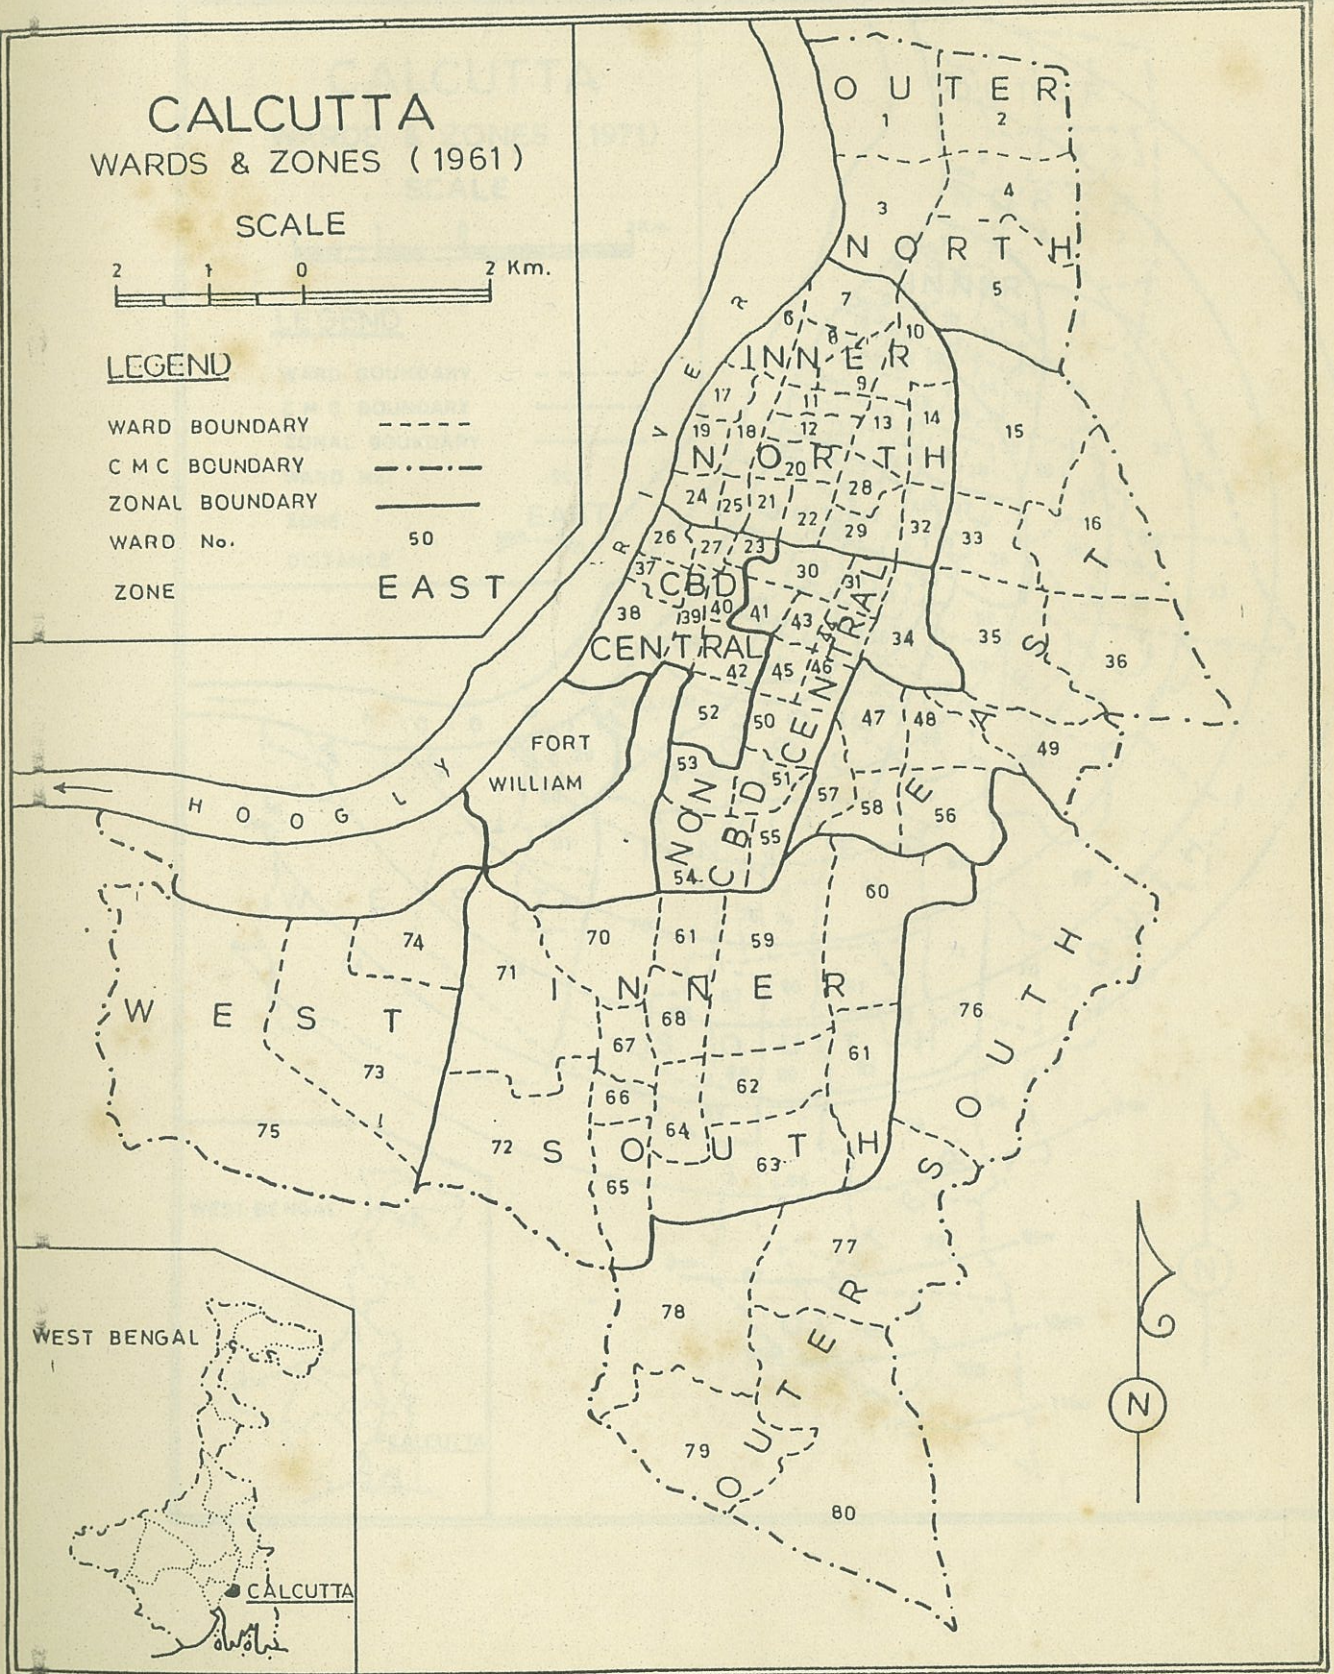 CALCUTTA
WARDS & ZONES (1961)
SCALE
2 1 0 2 Km.
LEGEND
WARD BOUNDARY
CMC BOUNDARY
ZONAL BOUNDARY
WARD No. 50
ZONE EAST
OUTER
1 2
3 4
NORTH
5
7
6 8 10
INNER
9
17 11
14
19 18 12 13 15
NORTH
20
24 25 21 28
22 29 32 33 16
26 27 23
37 30 31
CBD
38 39 40 41 43 44 34 35 36
CENTRAL
42 45 46
52 50 47 48 49
53 51 57 58 56
NON CBD CENTRAL
55
54
EAST
FORT
WILLIAM
RIVER
HOOGLY
60
74 70 61 59
71
INNER
76
WEST
68
67 61
73 66 62
75 64
72 SOUTH
63
65
77
78
79
80
OUTER SOUTH
N
WEST BENGAL
CALCUTTA